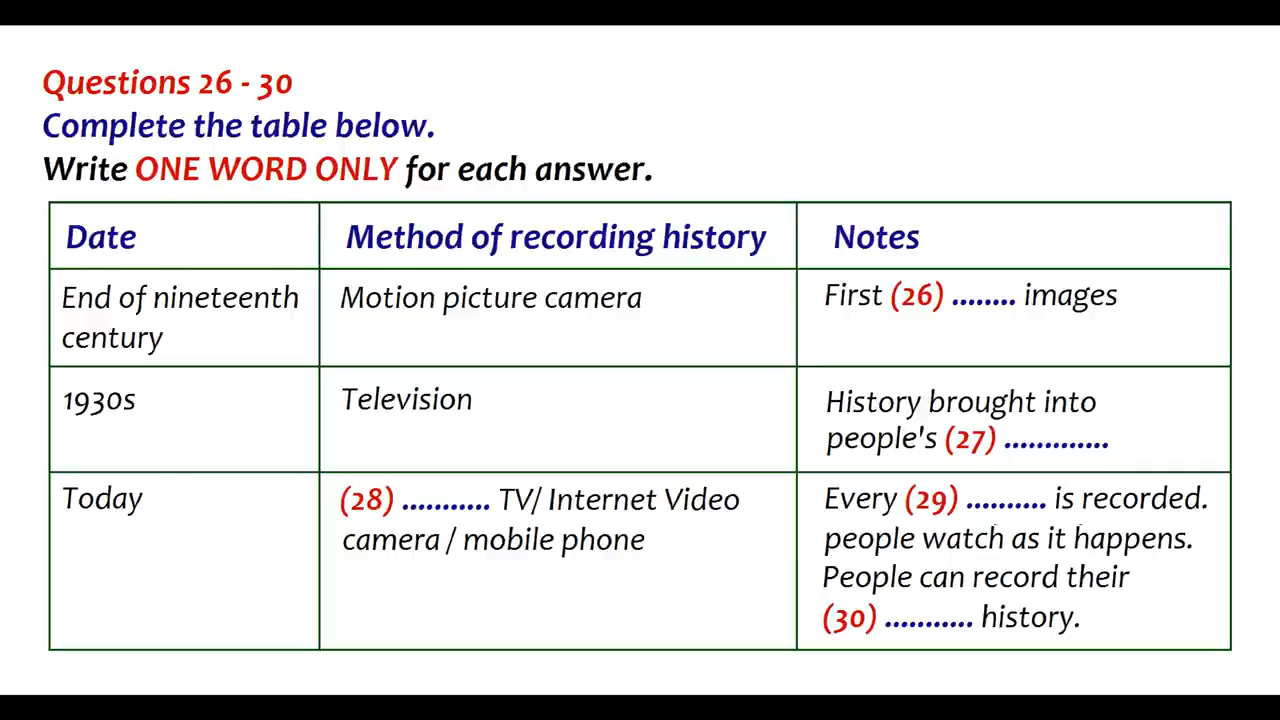 Questions 26 - 30
Complete the table below.
Write ONE WORD ONLY for each answer.
Date Method of recording history Notes
End of nineteenth century Motion picture camera First (26) ........ images
1930s Television History brought into
people's (27) .............
Today (28) ........... TV/ Internet Video
camera / mobile phone
Every (29) .......... is recorded.
people watch as it happens.
People can record their
(30) ........... history.